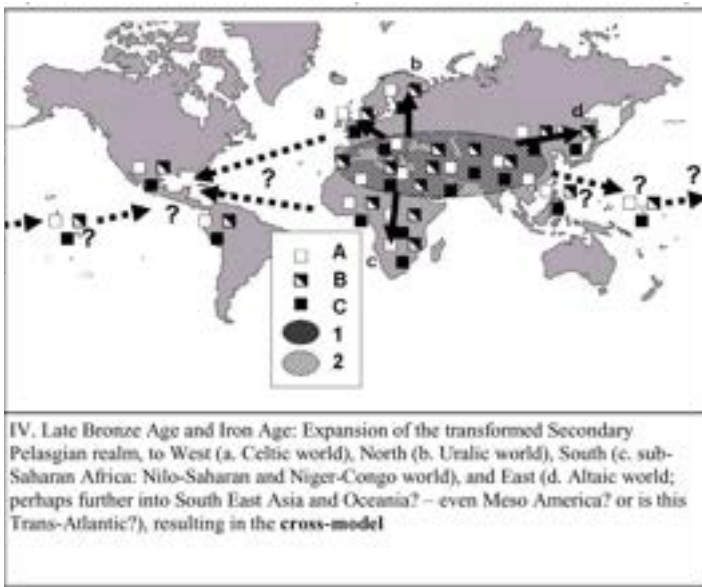 b
a
d
?
?
?
?
?
?
c
A
B
C
1
2
IV. Late Bronze Age and Iron Age: Expansion of the transformed Secondary
Pelasgian realm, to West (a. Celtic world), North (b. Uralic world), South (c. sub-
Saharan Africa: Nilo-Saharan and Niger-Congo world), and East (d. Altaic world;
perhaps further into South East Asia and Oceania? – even Meso America? or is this
Trans-Atlantic?), resulting in the cross-model